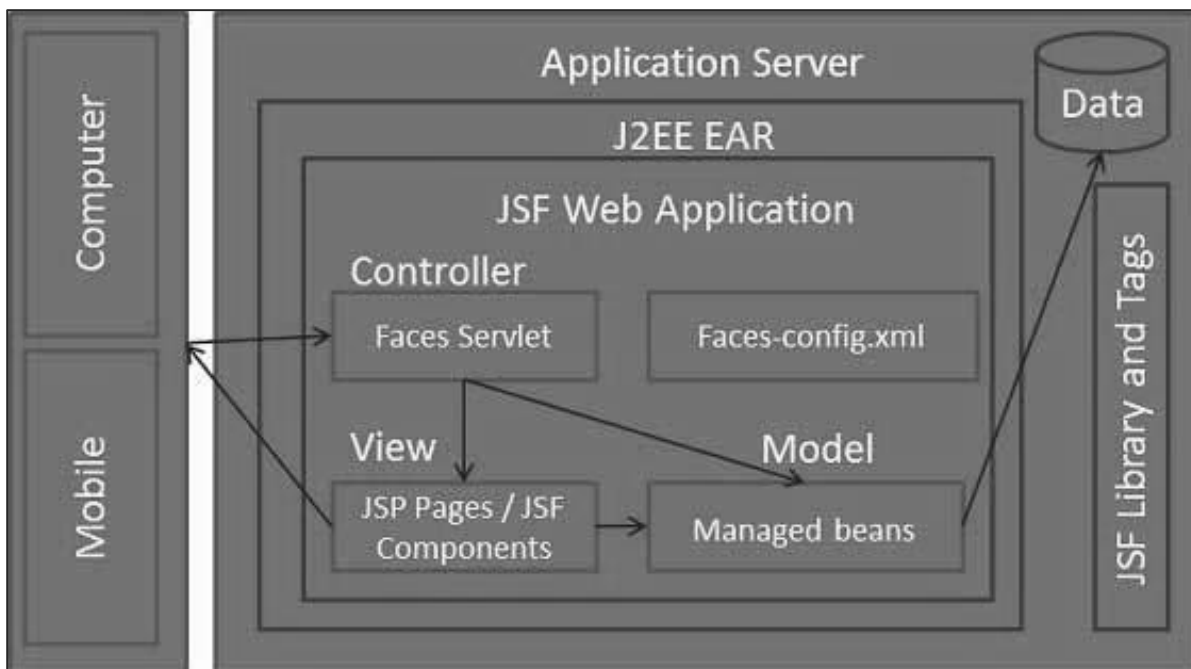 Computer
Mobile
Application Server
Data
J2EE EAR
JSF Web Application
Controller
Faces Servlet
Faces-config.xml
View
Model
JSP Pages / JSF
Components
Managed beans
JSF Library and Tags